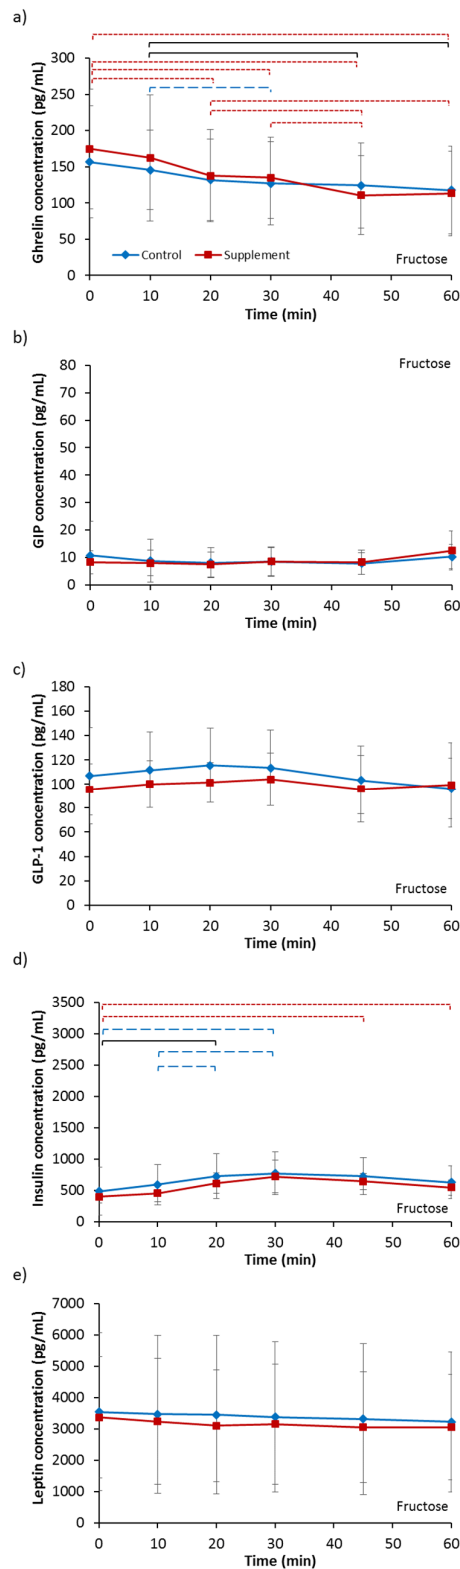 a)
300
250
200
150
100
50
0
Ghrelin concentration (pg/mL)
Control
Supplement
Fructose
0 10 20 30 40 50 60
Time (min)
b)
Fructose
80
70
60
50
40
30
20
10
0
GIP concentration (pg/mL)
0 10 20 30 40 50 60
Time (min)
c)
180
160
140
120
100
80
60
40
20
0
GLP-1 concentration (pg/mL)
Fructose
0 10 20 30 40 50 60
Time (min)
d)
3500
3000
2500
2000
1500
1000
500
0
Insulin concentration (pg/mL)
Fructose
0 10 20 30 40 50 60
Time (min)
e)
7000
6000
5000
4000
3000
2000
1000
0
Leptin concentration (pg/mL)
Fructose
0 10 20 30 40 50 60
Time (min)